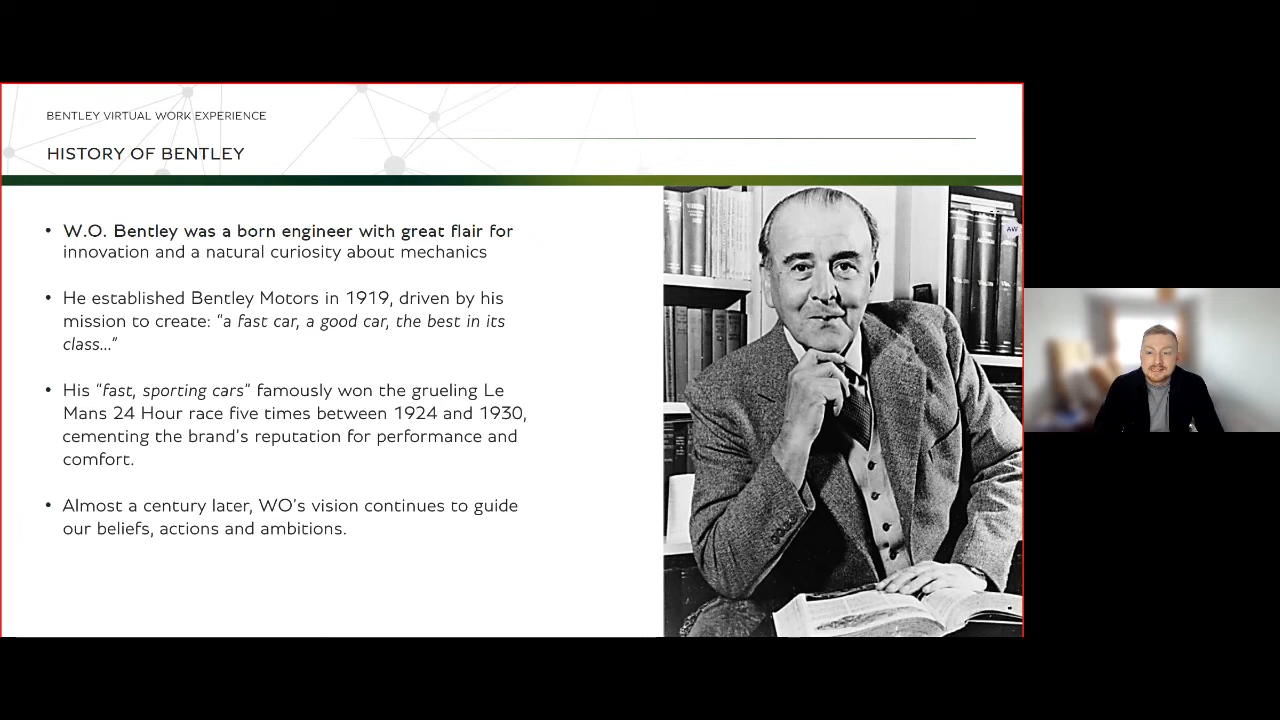 BENTLEY VIRTUAL WORK EXPERIENCE
HISTORY OF BENTLEY
• W.O. Bentley was a born engineer with great flair for
innovation and a natural curiosity about mechanics
• He established Bentley Motors in 1919, driven by his
mission to create: “a fast car, a good car, the best in its
class...”
• His “fast, sporting cars” famously won the grueling Le
Mans 24 Hour race five times between 1924 and 1930,
cementing the brand’s reputation for performance and
comfort.
• Almost a century later, WO’s vision continues to guide
our beliefs, actions and ambitions.